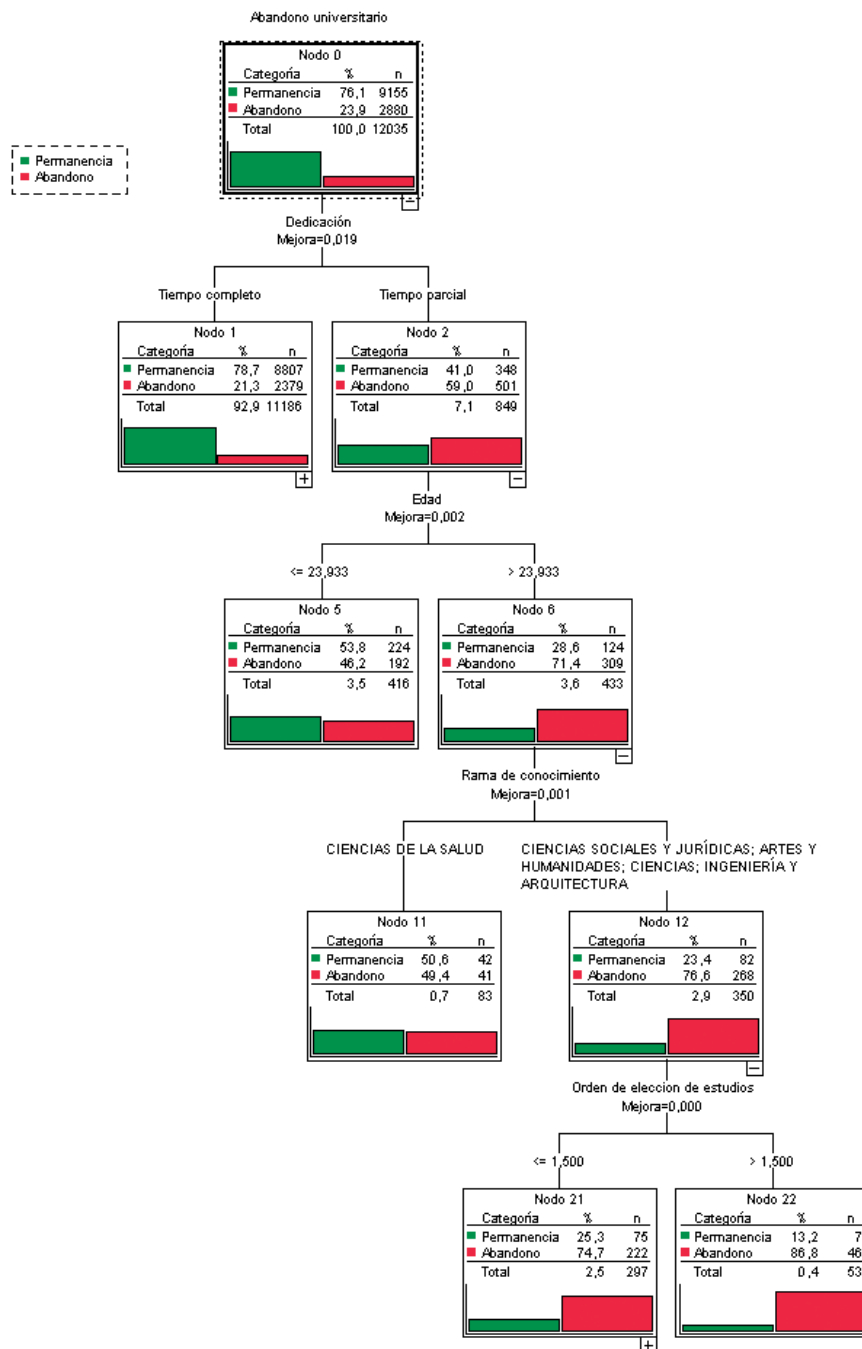 Abandono universitario
Nodo 0
Categoría % n
Permanencia 76,1 9155
Abandono 23,9 2880
Total 100,0 12035
Permanencia
Abandono
Dedicación
Mejora=0,019
Tiempo completo
Tiempo parcial
Nodo 1
Categoría % n
Permanencia 78,7 8807
Abandono 21,3 2379
Total 92,9 11186
Nodo 2
Categoría % n
Permanencia 41,0 348
Abandono 59,0 501
Total 7,1 849
Edad
Mejora=0,002
<= 23,933
> 23,933
Nodo 5
Categoría % n
Permanencia 53,8 224
Abandono 46,2 192
Total 3,5 416
Nodo 6
Categoría % n
Permanencia 28,6 124
Abandono 71,4 309
Total 3,6 433
Rama de conocimiento
Mejora=0,001
CIENCIAS DE LA SALUD
CIENCIAS SOCIALES Y JURÍDICAS; ARTES Y
HUMANIDADES; CIENCIAS; INGENIERÍA Y
ARQUITECTURA
Nodo 11
Categoría % n
Permanencia 50,6 42
Abandono 49,4 41
Total 0,7 83
Nodo 12
Categoría % n
Permanencia 23,4 82
Abandono 76,6 268
Total 2,9 350
Orden de eleccion de estudios
Mejora=0,000
<= 1,500
> 1,500
Nodo 21
Categoría % n
Permanencia 25,3 75
Abandono 74,7 222
Total 2,5 297
Nodo 22
Categoría % n
Permanencia 13,2 7
Abandono 86,8 46
Total 0,4 53